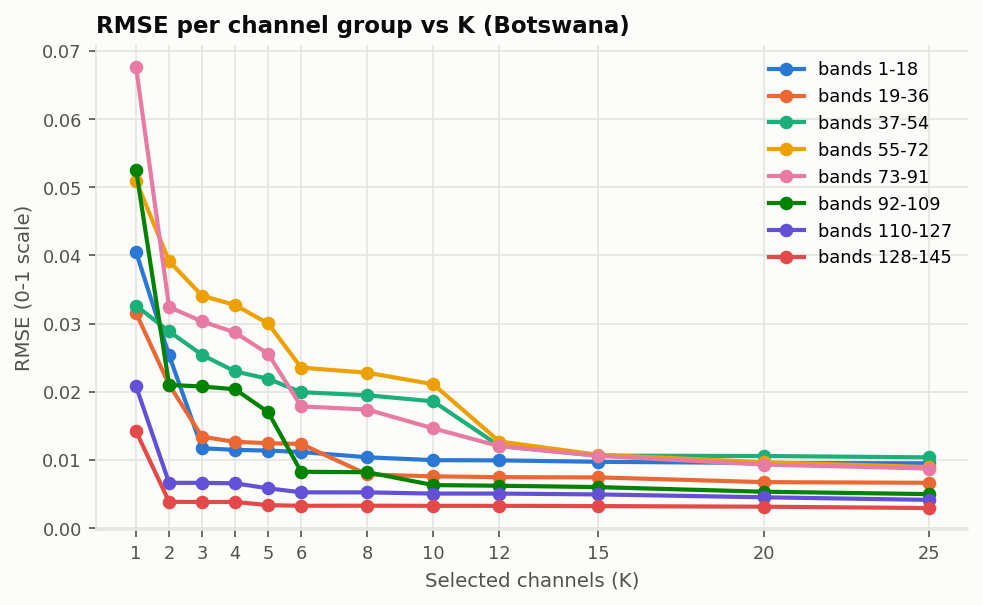 RMSE per channel group vs K (Botswana)
RMSE (0-1 scale)
0.07
0.06
0.05
0.04
0.03
0.02
0.01
0.00
bands 1-18
bands 19-36
bands 37-54
bands 55-72
bands 73-91
bands 92-109
bands 110-127
bands 128-145
1 2 3 4 5 6 8 10 12 15 20 25
Selected channels (K)